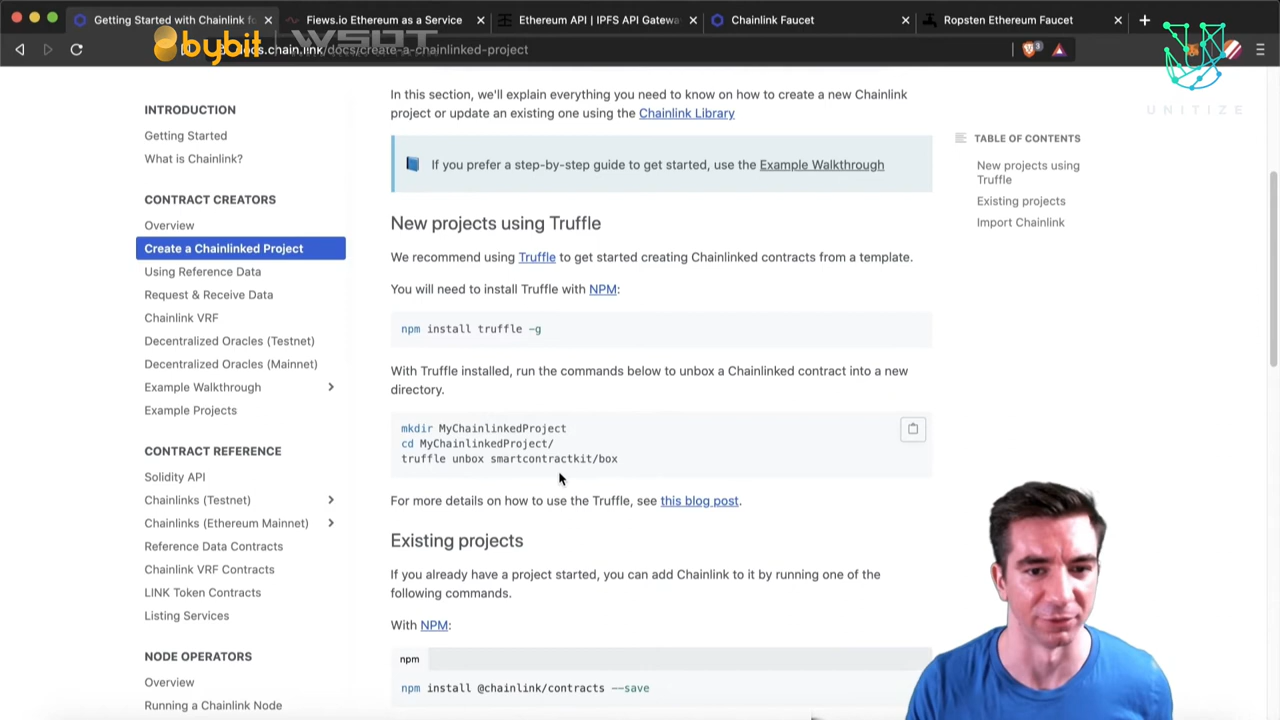 Getting Started with Chainlink fo
Fiews.io Ethereum as a Service
Ethereum API | IPFS API Gatewa
Chainlink Faucet
Ropsten Ethereum Faucet
bybit
WSOT
docs.chain.link/docs/create-a-chainlinked-project
3
UNITIZE
INTRODUCTION
Getting Started
What is Chainlink?
CONTRACT CREATORS
Overview
Create a Chainlinked Project
Using Reference Data
Request & Receive Data
Chainlink VRF
Decentralized Oracles (Testnet)
Decentralized Oracles (Mainnet)
Example Walkthrough
Example Projects
CONTRACT REFERENCE
Solidity API
Chainlinks (Testnet)
Chainlinks (Ethereum Mainnet)
Reference Data Contracts
Chainlink VRF Contracts
LINK Token Contracts
Listing Services
NODE OPERATORS
Overview
Running a Chainlink Node
In this section, we'll explain everything you need to know on how to create a new Chainlink
project or update an existing one using the Chainlink Library
If you prefer a step-by-step guide to get started, use the Example Walkthrough
New projects using Truffle
We recommend using Truffle to get started creating Chainlinked contracts from a template.
You will need to install Truffle with NPM:
npm install truffle -g
With Truffle installed, run the commands below to unbox a Chainlinked contract into a new
directory.
mkdir MyChainlinkedProject
cd MyChainlinkedProject/
truffle unbox smartcontractkit/box
For more details on how to use the Truffle, see this blog post.
Existing projects
If you already have a project started, you can add Chainlink to it by running one of the
following commands.
With NPM:
npm
npm install @chainlink/contracts --save
TABLE OF CONTENTS
New projects using
Truffle
Existing projects
Import Chainlink